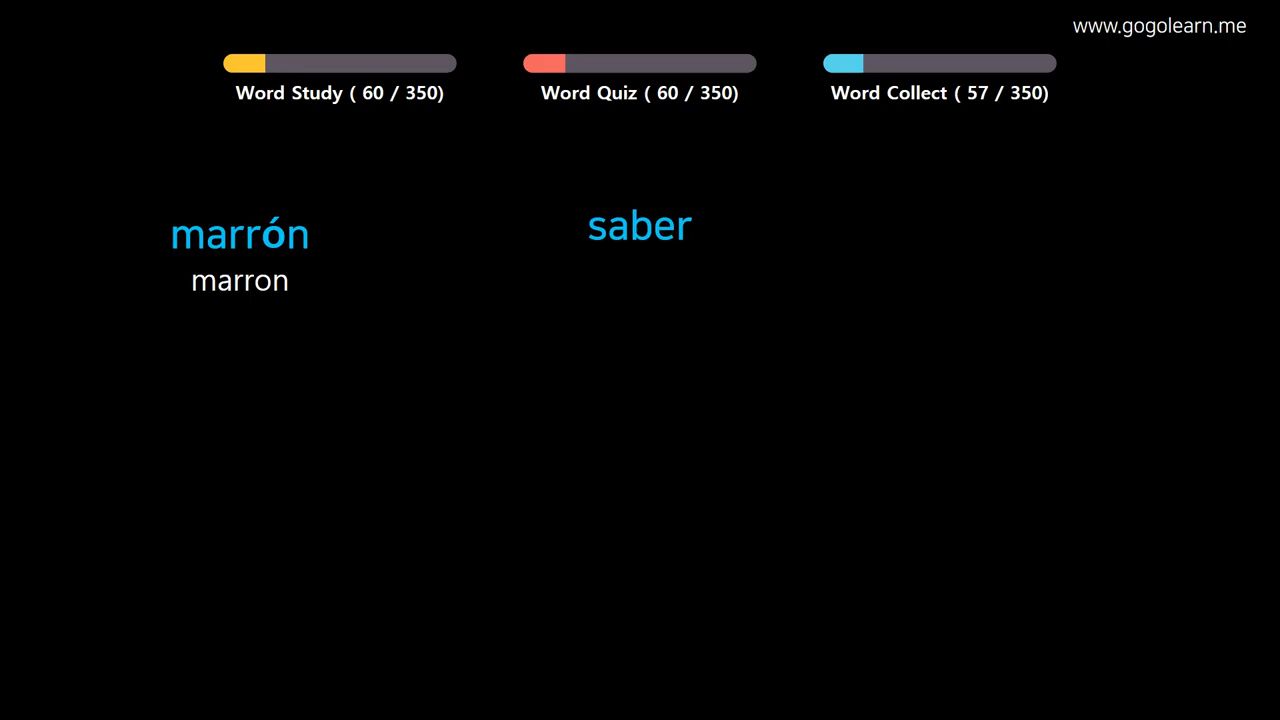 www.gogolearn.me
Word Study ( 60 / 350)
Word Quiz ( 60 / 350)
Word Collect ( 57 / 350)
marrón
marron
saber